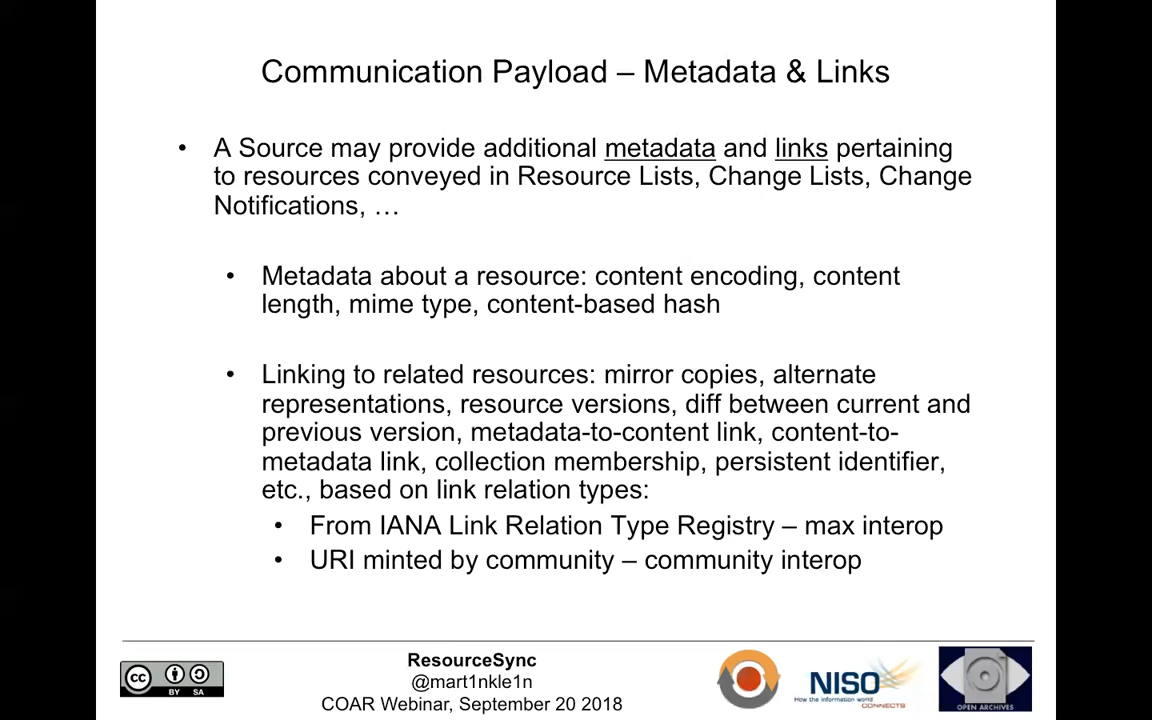 Communication Payload – Metadata & Links
• A Source may provide additional metadata and links pertaining
to resources conveyed in Resource Lists, Change Lists, Change
Notifications, …
• Metadata about a resource: content encoding, content
length, mime type, content-based hash
• Linking to related resources: mirror copies, alternate
representations, resource versions, diff between current and
previous version, metadata-to-content link, content-to-
metadata link, collection membership, persistent identifier,
etc., based on link relation types:
• From IANA Link Relation Type Registry – max interop
• URI minted by community – community interop
cc BY SA
ResourceSync
@mart1nkle1n
COAR Webinar, September 20 2018
NISO
How the information world
CONNECTS
OPEN ARCHIVES